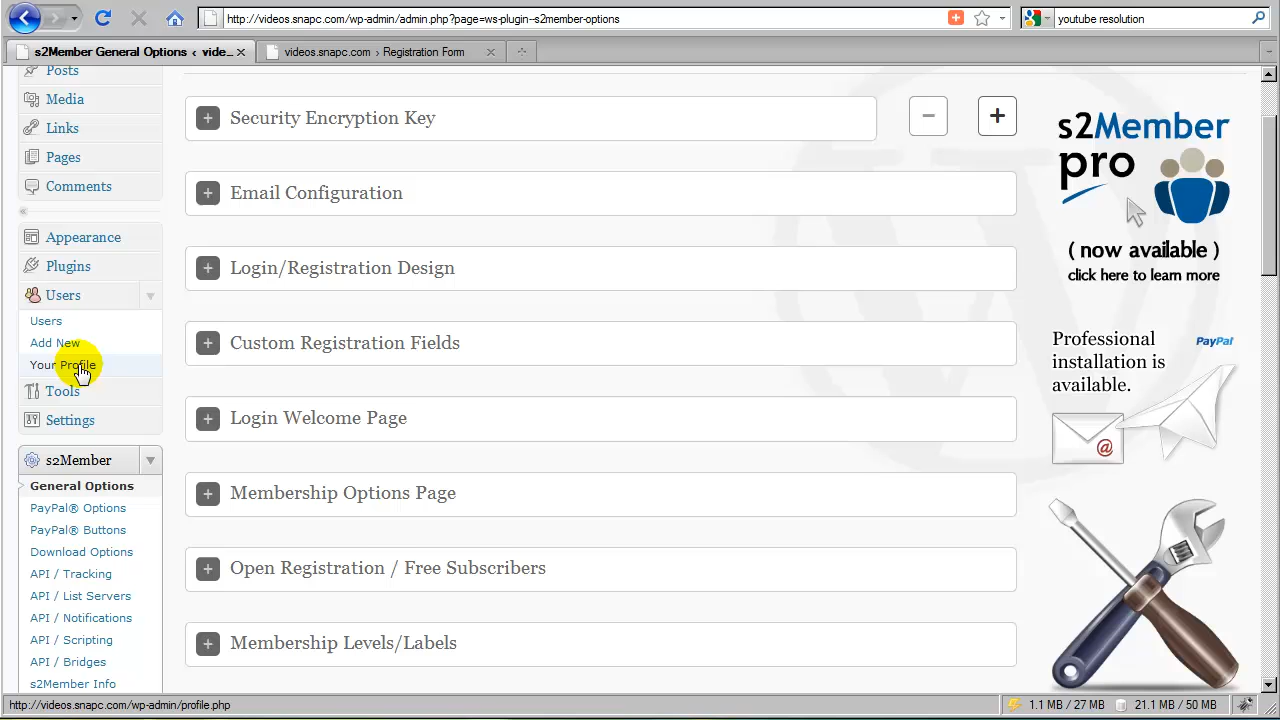 http://videos.snapc.com/wp-admin/admin.php?page=ws-plugin--s2member-options
youtube resolution
s2Member General Options ‹ vide...
videos.snapc.com › Registration Form
Posts
Media
Links
Pages
Comments
Appearance
Plugins
Users
Users
Add New
Your Profile
Tools
Settings
s2Member
General Options
PayPal® Options
PayPal® Buttons
Download Options
API / Tracking
API / List Servers
API / Notifications
API / Scripting
API / Bridges
s2Member Info
Security Encryption Key
Email Configuration
Login/Registration Design
Custom Registration Fields
Login Welcome Page
Membership Options Page
Open Registration / Free Subscribers
Membership Levels/Labels
s2Member
pro
( now available )
click here to learn more
Professional
installation is
available.
PayPal
@
http://videos.snapc.com/wp-admin/profile.php
1.1 MB / 27 MB
21.1 MB / 50 MB